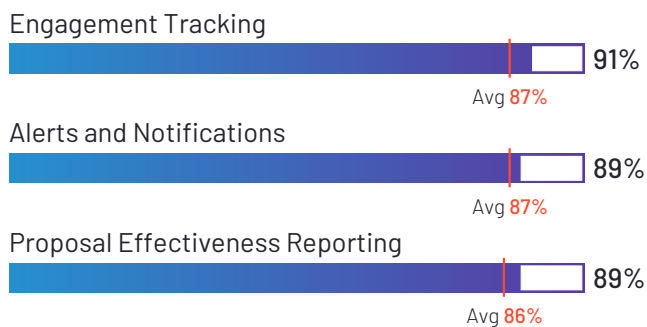 Engagement Tracking
91%
Avg 87%
Alerts and Notifications
89%
Avg 87%
Proposal Effectiveness Reporting
89%
Avg 86%